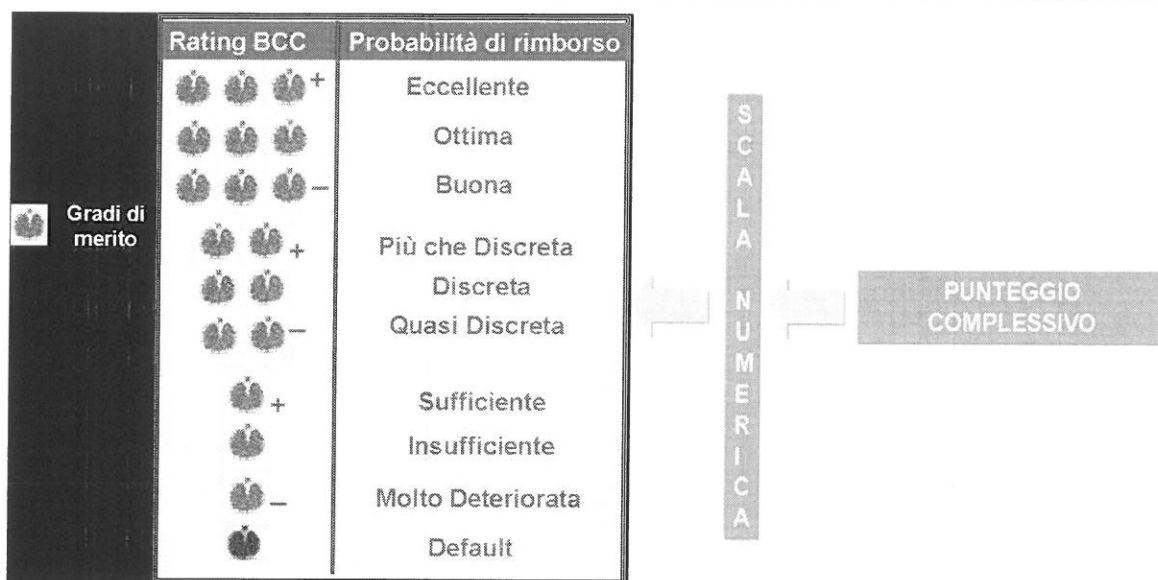 Gradi di
merito
Rating BCC Probabilità di rimborso
+ Eccellente
Ottima
– Buona
+ Più che Discreta
Discreta
– Quasi Discreta
+ Sufficiente
Insufficiente
– Molto Deteriorata
Default
SCALA NUMERICA
PUNTEGGIO
COMPLESSIVO